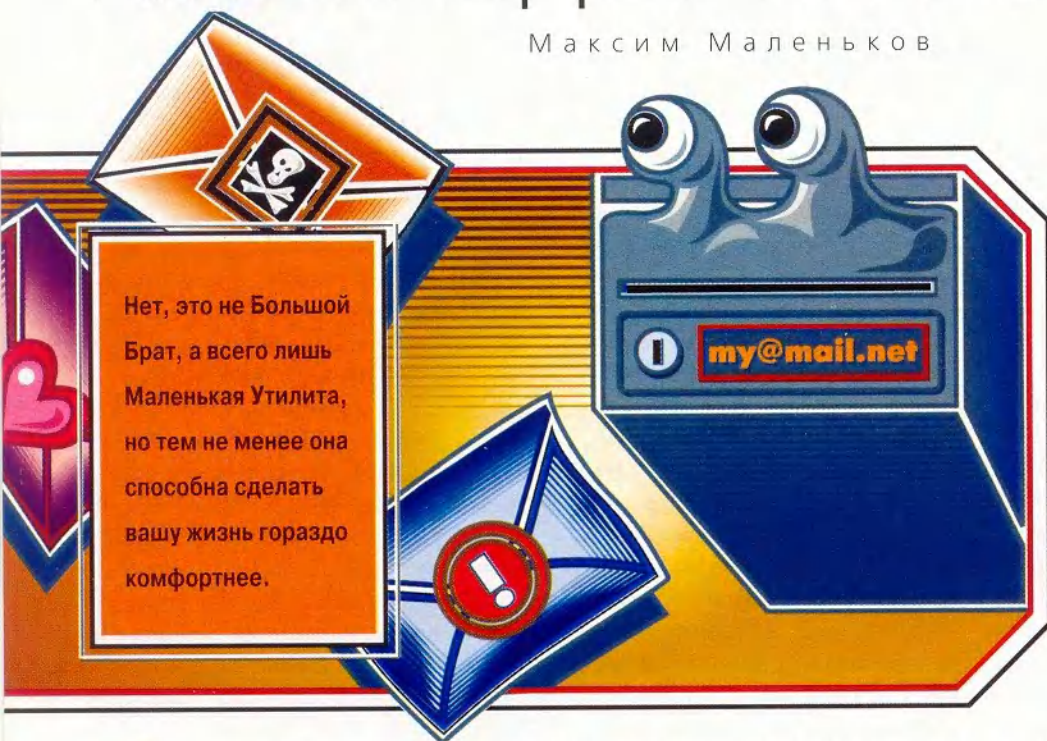 Максим Маленьков
Нет, это не Большой
Брат, а всего лишь
Маленькая Утилита,
но тем не менее она
способна сделать
вашу жизнь гораздо
комфортнее.
my@mail.net